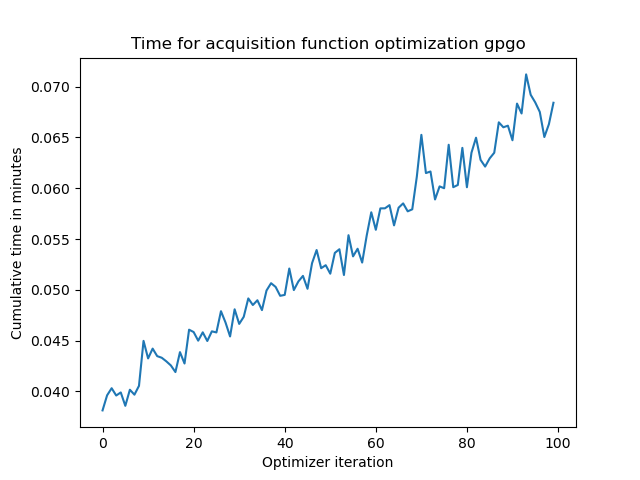 Time for acquisition function optimization gpgo
0.070
0.065
0.060
0.055
0.050
0.045
0.040
Cumulative time in minutes
0 20 40 60 80 100
Optimizer iteration